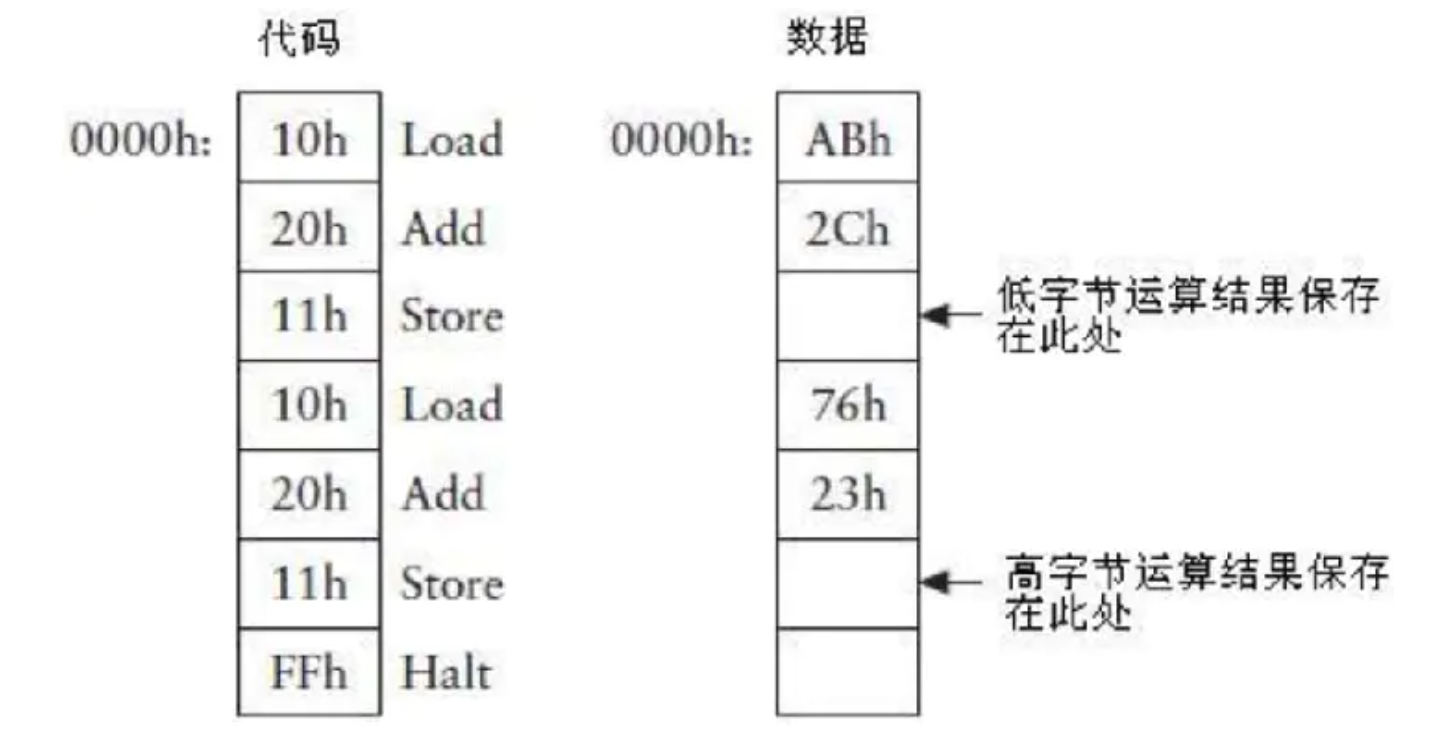 代码 数据
0000h: 10h Load 0000h: ABh
20h Add 2Ch
11h Store 低字节运算结果保存
在此处
10h Load 76h
20h Add 23h
11h Store 高字节运算结果保存
在此处
FFh Halt